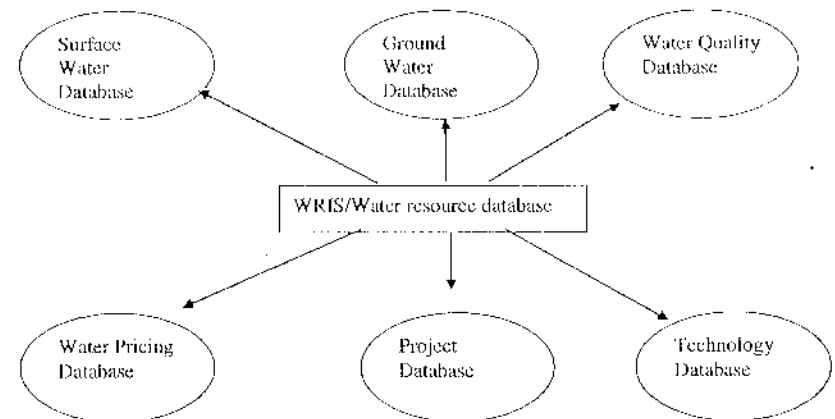 Surface
Water
Database
Ground
Water
Database
Water Quality
Database
WRIS/Water resource database
Water Pricing
Database
Project
Database
Technology
Database